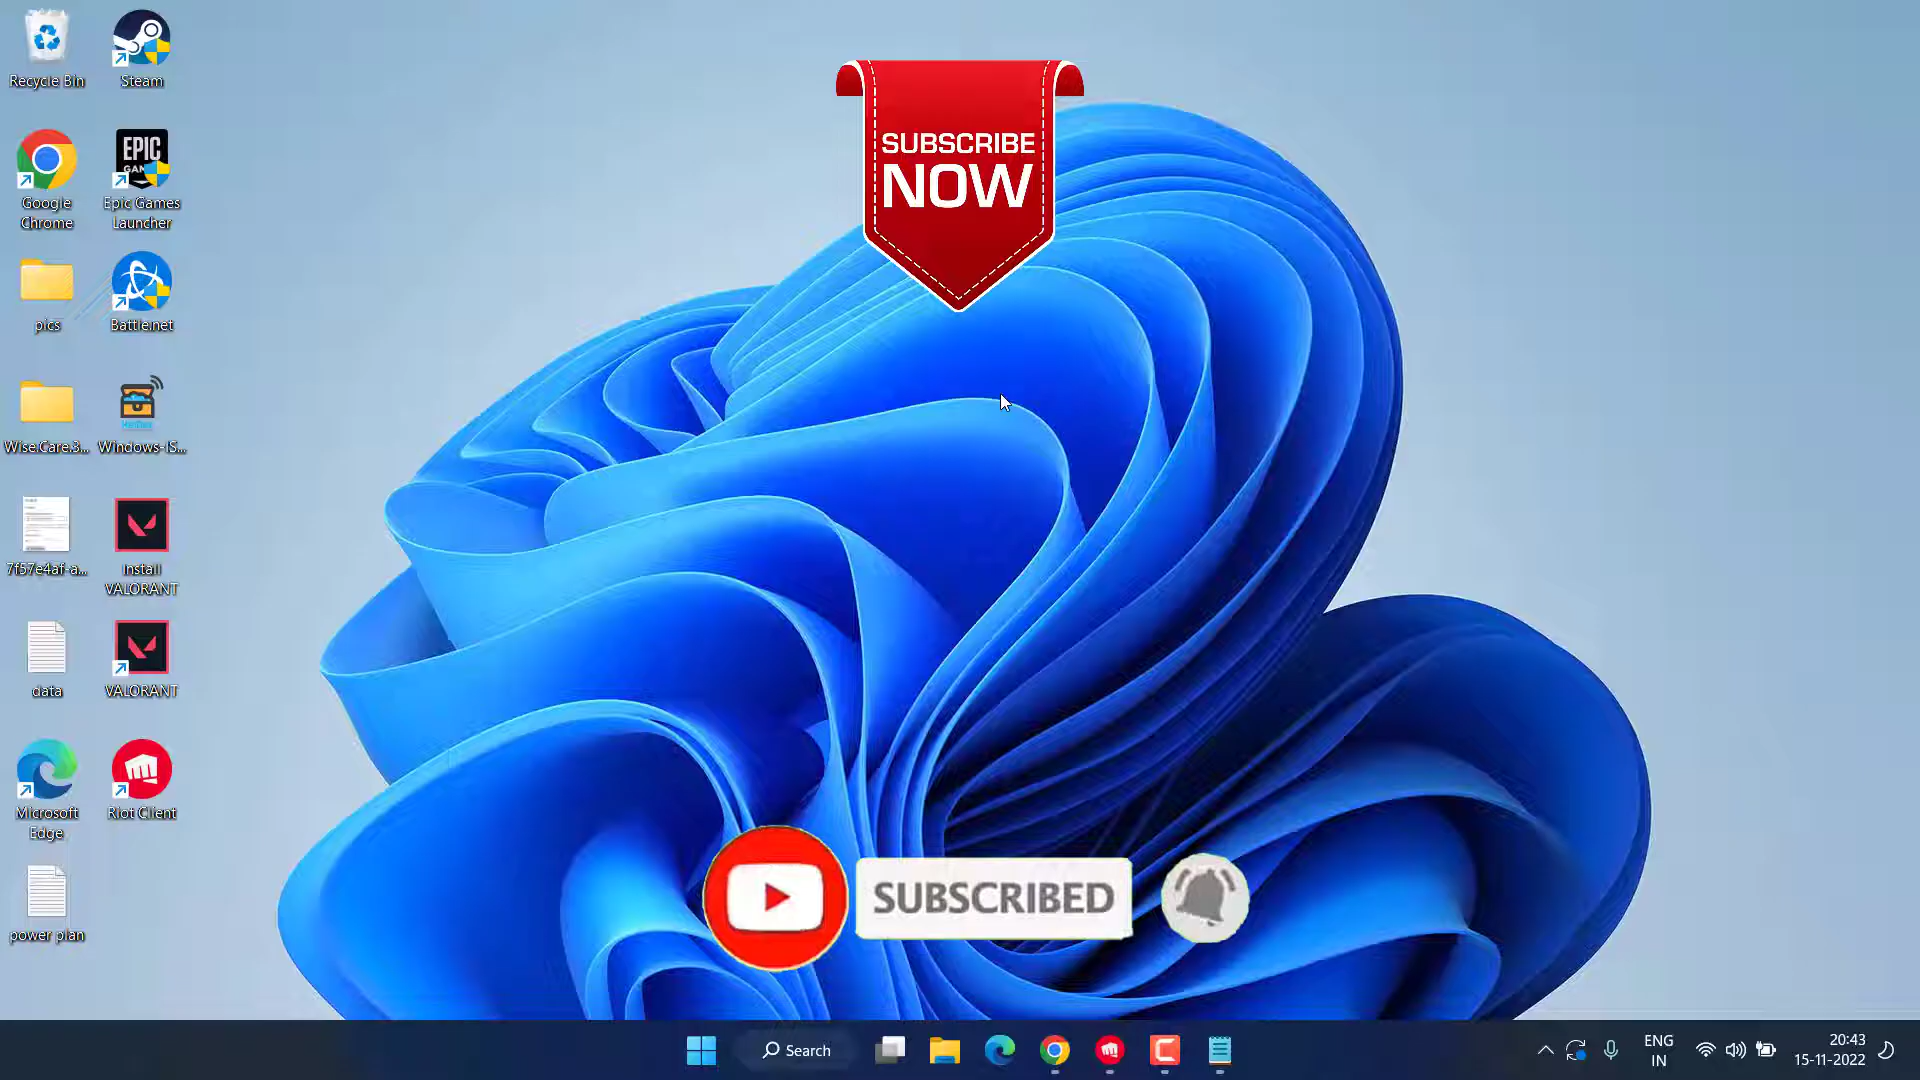 Recycle Bin
Steam
EPIC
GAM
Google
Chrome
Epic Games
Launcher
pics
Battle.net
Wise.Care.3...
Windows-IS...
7f57e4af-a...
Install
VALORANT
data
VALORANT
Microsoft
Edge
Riot Client
power plan
SUBSCRIBE
NOW
SUBSCRIBED
Search
ENG
IN
20:43
15-11-2022